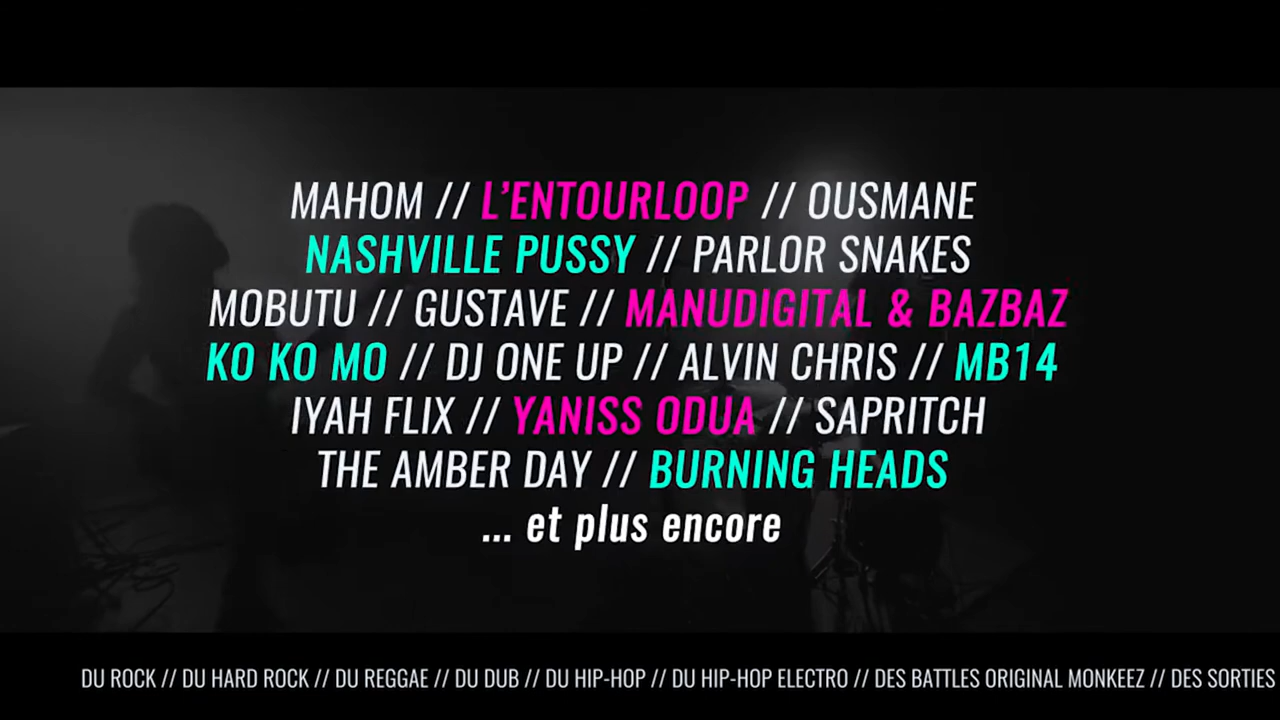 MAHOM // L'ENTOURLOOP // OUSMANE
NASHVILLE PUSSY // PARLOR SNAKES
MOBUTU // GUSTAVE // MANUDIGITAL & BAZBAZ
KO KO MO // DJ ONE UP // ALVIN CHRIS // MB14
IYAH FLIX // YANISS ODUA // SAPRITCH
THE AMBER DAY // BURNING HEADS
... et plus encore
DU ROCK // DU HARD ROCK // DU REGGAE // DU DUB // DU HIP-HOP // DU HIP-HOP ELECTRO // DES BATTLES ORIGINAL MONKEEZ // DES SORTIES